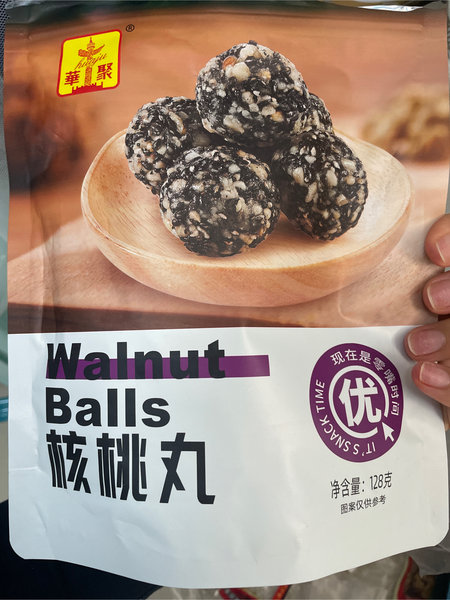 huaju
華 聚
®
Walnut
Balls
核桃丸
现在是零嘴时间
优
IT'S SNACK TIME
净含量：128克
图案仅供参考